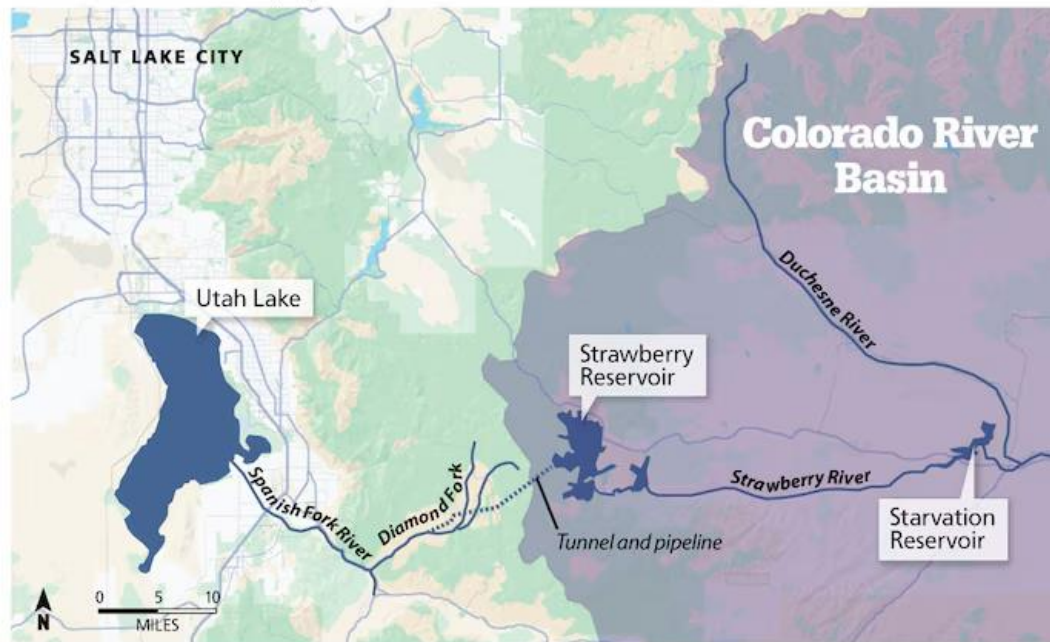 SALT LAKE CITY
Colorado River
Basin
Utah Lake
Duchesne River
Strawberry
Reservoir
Diamond Fork
Strawberry River
Spanish Fork River
Tunnel and pipeline
Starvation
Reservoir
0 5 10
MILES
N